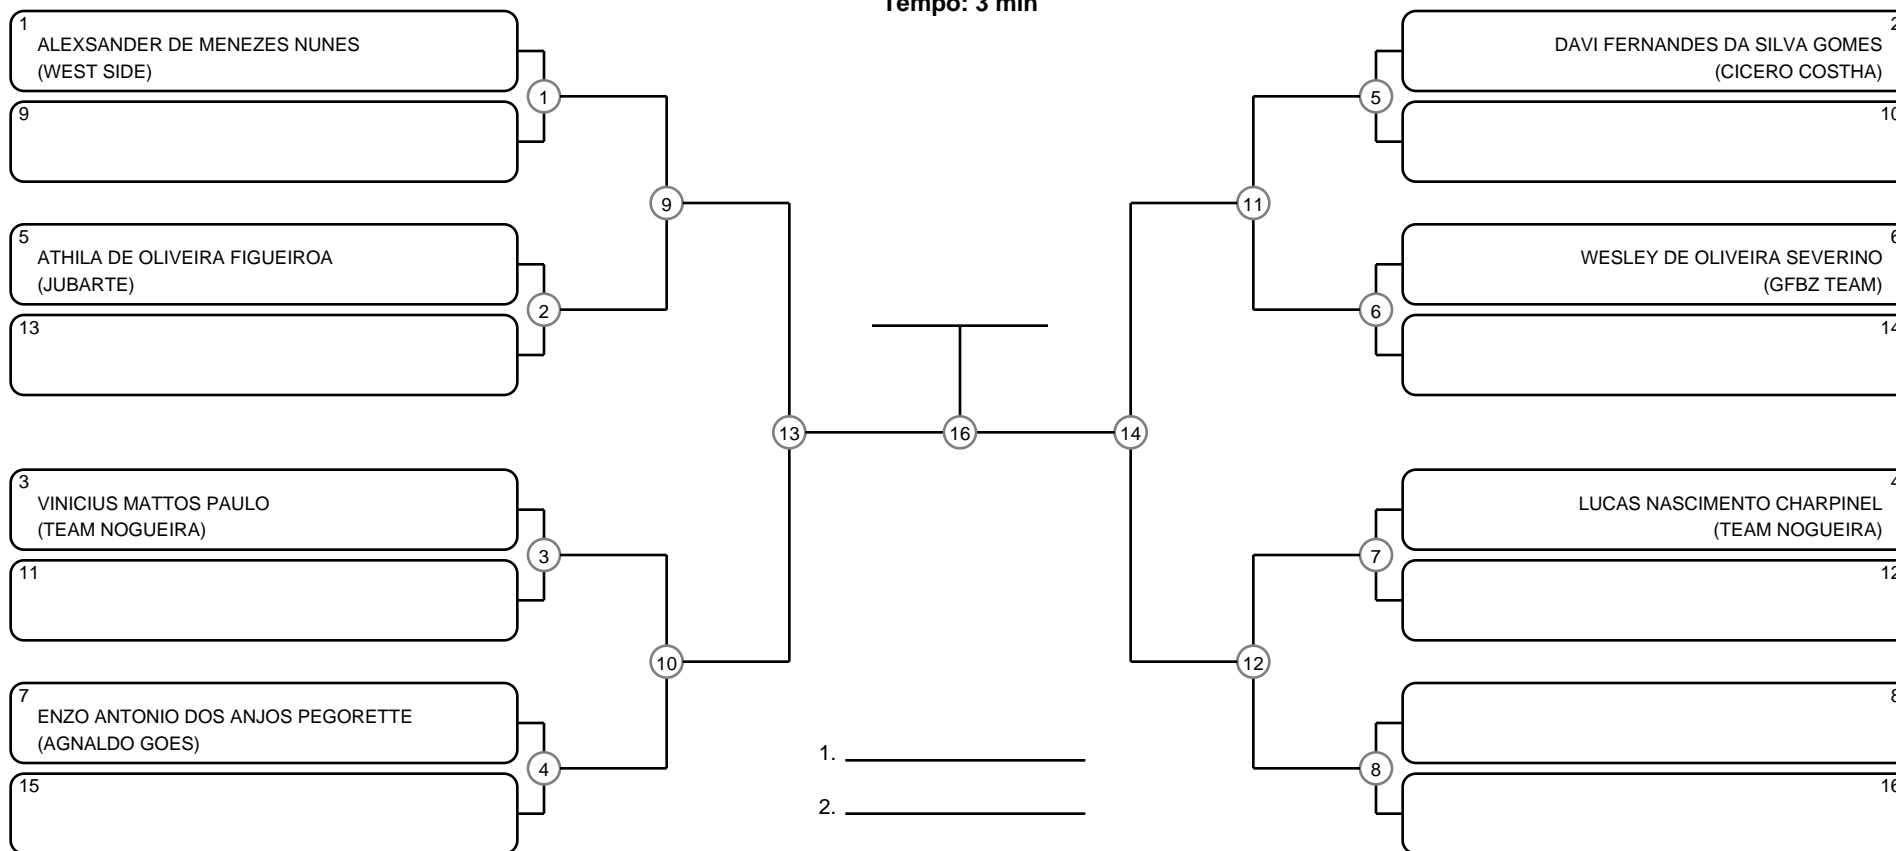 Tempo: 3 min
1
ALEXSANDER DE MENEZES NUNES
(WEST SIDE)
9
5
ATHILA DE OLIVEIRA FIGUEIROA
(JUBARTE)
13
3
VINICIUS MATTOS PAULO
(TEAM NOGUEIRA)
11
7
ENZO ANTONIO DOS ANJOS PEGORETTE
(AGNALDO GOES)
15
1
2
3
4
9
10
13
16
14
11
12
5
6
7
8
1.
2.
2
DAVI FERNANDES DA SILVA GOMES
(CICERO COSTHA)
10
6
WESLEY DE OLIVEIRA SEVERINO
(GFBZ TEAM)
14
4
LUCAS NASCIMENTO CHARPINEL
(TEAM NOGUEIRA)
12
8
16